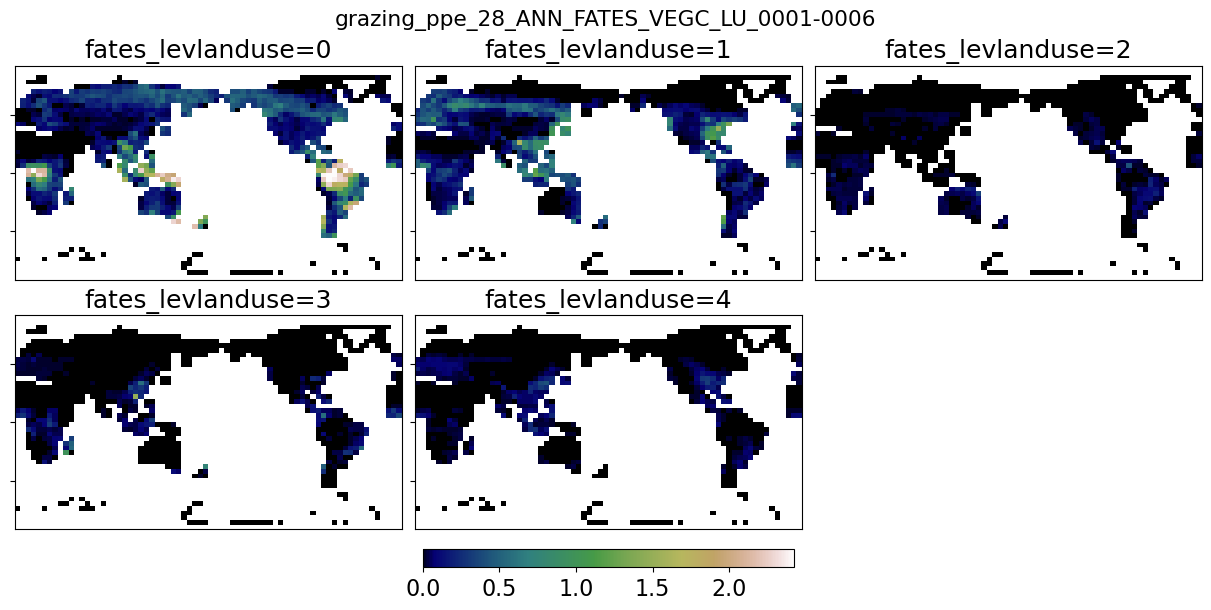 grazing_ppe_28_ANN_FATES_VEGC_LU_0001-0006
fates_levlanduse=0
fates_levlanduse=1
fates_levlanduse=2
fates_levlanduse=3
fates_levlanduse=4
0.0 0.5 1.0 1.5 2.0